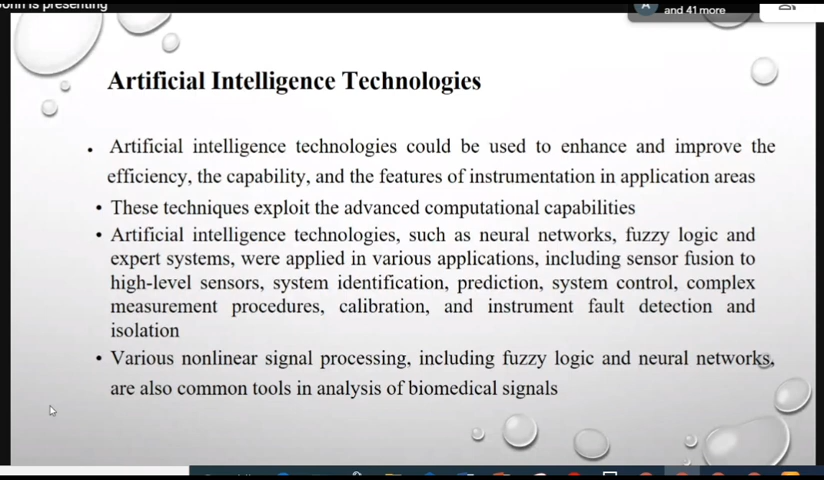 is presenting
and 41 more
Artificial Intelligence Technologies
• Artificial intelligence technologies could be used to enhance and improve the
efficiency, the capability, and the features of instrumentation in application areas
• These techniques exploit the advanced computational capabilities
• Artificial intelligence technologies, such as neural networks, fuzzy logic and
expert systems, were applied in various applications, including sensor fusion to
high-level sensors, system identification, prediction, system control, complex
measurement procedures, calibration, and instrument fault detection and
isolation
• Various nonlinear signal processing, including fuzzy logic and neural networks,
are also common tools in analysis of biomedical signals